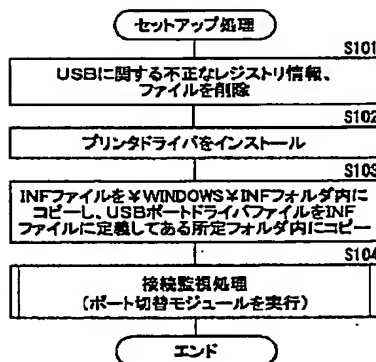 セットアップ処理
S101
USBに関する不正なレジストリ情報、
ファイルを削除
S102
プリンタドライバをインストール
S103
INFファイルを￥WINDOWS￥INFフォルダ内に
コピーし、USBポートドライバファイルをINF
ファイルに定義してある所定フォルダ内にコピー
S104
接続監視処理
(ポート切替モジュールを実行)
エンド